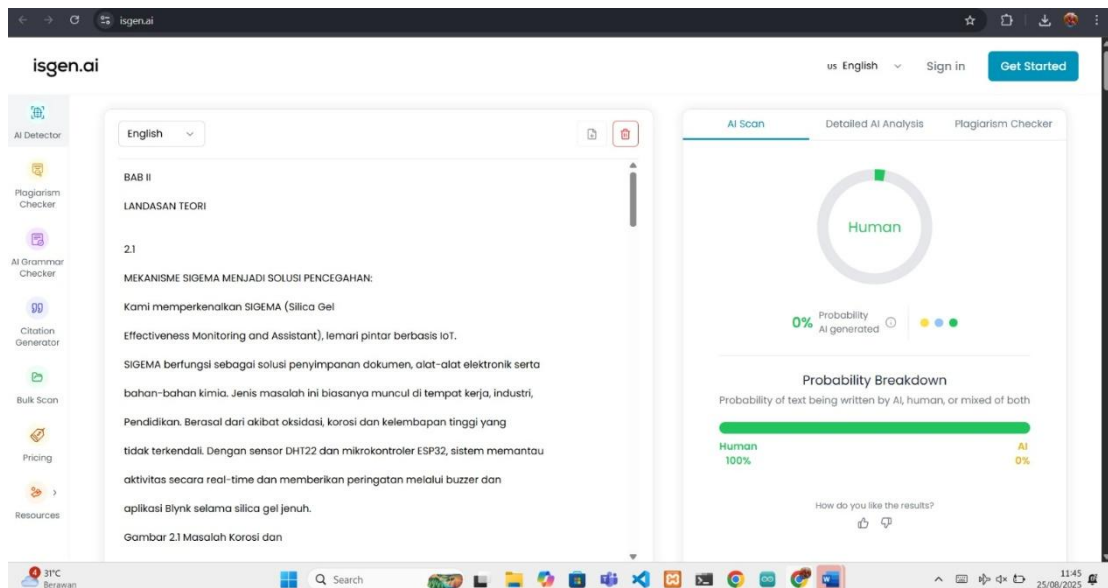 isgen.ai
isgen.ai
us English
Sign in
Get Started
AI Detector
Plagiarism
Checker
AI Grammar
Checker
Citation
Generator
Bulk Scan
Pricing
Resources
English
BAB II
LANDASAN TEORI
2.1
MEKANISME SIGEMA MENJADI SOLUSI PENCEGAHAN:
Kami memperkenalkan SIGEMA (Silica Gel
Effectiveness Monitoring and Assistant), lemari pintar berbasis IoT.
SIGEMA berfungsi sebagai solusi penyimpanan dokumen, alat-alat elektronik serta
bahan-bahan kimia. Jenis masalah ini biasanya muncul di tempat kerja, industri,
Pendidikan. Berasal dari akibat oksidasi, korosi dan kelembapan tinggi yang
tidak terkendali. Dengan sensor DHT22 dan mikrokontroler ESP32, sistem memantau
aktivitas secara real-time dan memberikan peringatan melalui buzzer dan
aplikasi Blynk selama silica gel jenuh.
Gambar 2.1 Masalah Korosi dan
AI Scan
Detailed AI Analysis
Plagiarism Checker
Human
0% Probability AI generated
Probability Breakdown
Probability of text being written by AI, human, or mixed of both
Human
AI
100%
0%
How do you like the results?
4
31°C
Berawan
Search
11:45
25/08/2025